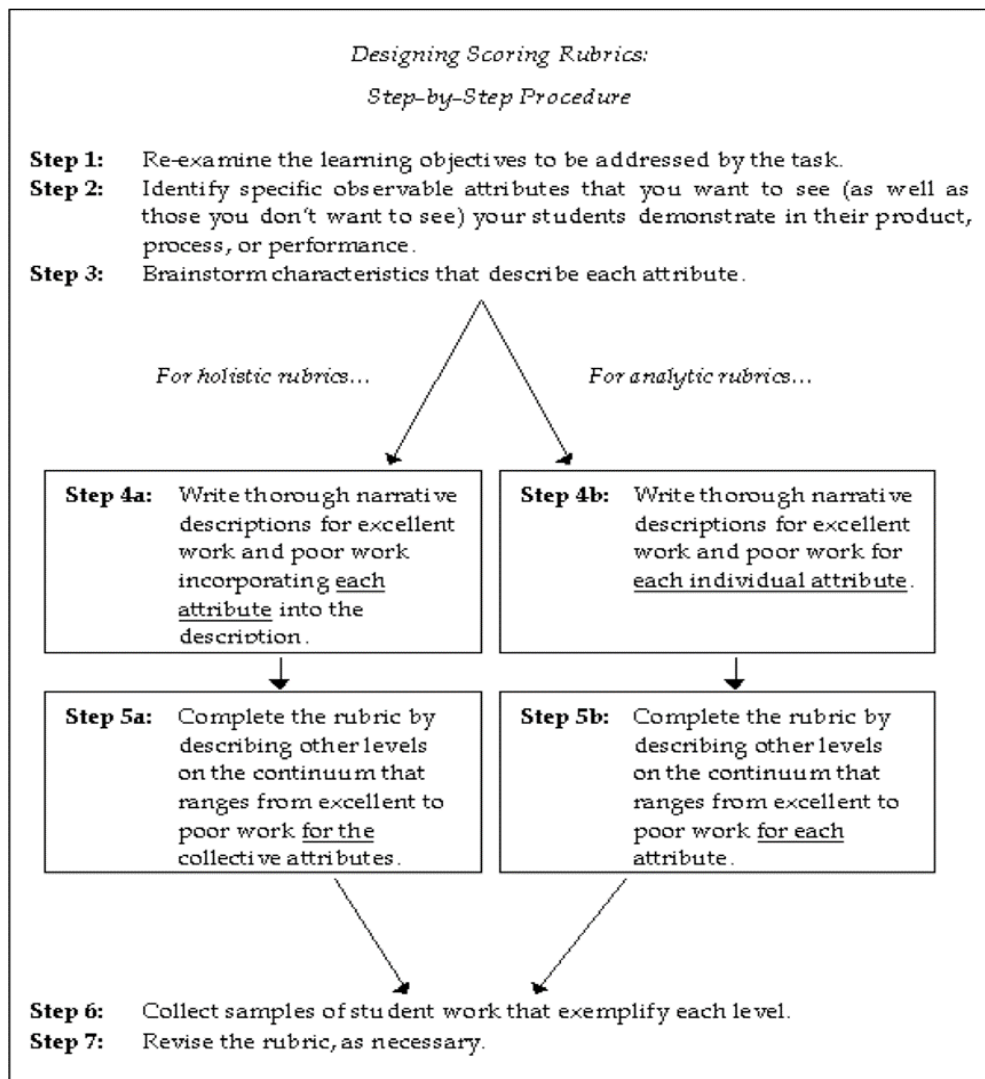 Designing Scoring Rubrics:
Step-by-Step Procedure
Step 1: Re-examine the learning objectives to be addressed by the task.
Step 2: Identify specific observable attributes that you want to see (as well as
those you don't want to see) your students demonstrate in their product,
process, or performance.
Step 3: Brainstorm characteristics that describe each attribute.
For holistic rubrics...
For analytic rubrics...
Step 4a: Write thorough narrative
descriptions for excellent
work and poor work
incorporating each
attribute into the
description.
Step 4b: Write thorough narrative
descriptions for excellent
work and poor work for
each individual attribute.
Step 5a: Complete the rubric by
describing other levels
on the continuum that
ranges from excellent to
poor work for the
collective attributes.
Step 5b: Complete the rubric by
describing other levels
on the continuum that
ranges from excellent to
poor work for each
attribute.
Step 6: Collect samples of student work that exemplify each level.
Step 7: Revise the rubric, as necessary.